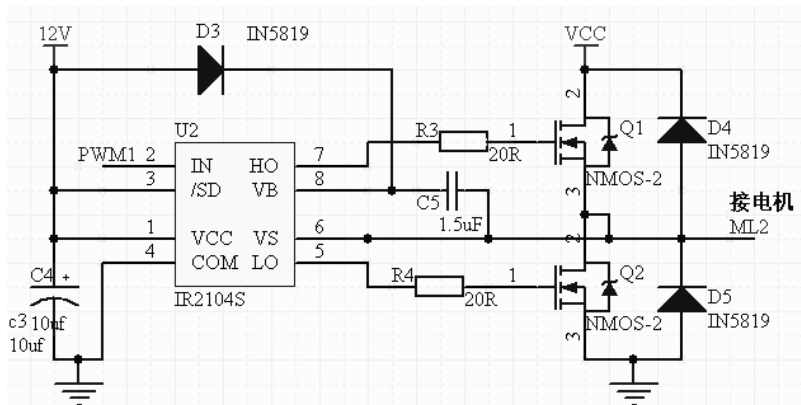 12V
D3
IN5819
VCC
U2
PWM1
2
IN
HO
7
R3
20R
1
2
Q1
NMOS-2
3
D4
IN5819
3
/SD
VB
8
C5
1.5uF
接电机
ML2
1
VCC
VS
6
4
COM
LO
5
R4
20R
1
2
Q2
NMOS-2
3
D5
IN5819
C4
+
IR2104S
c3
10uf
10uf